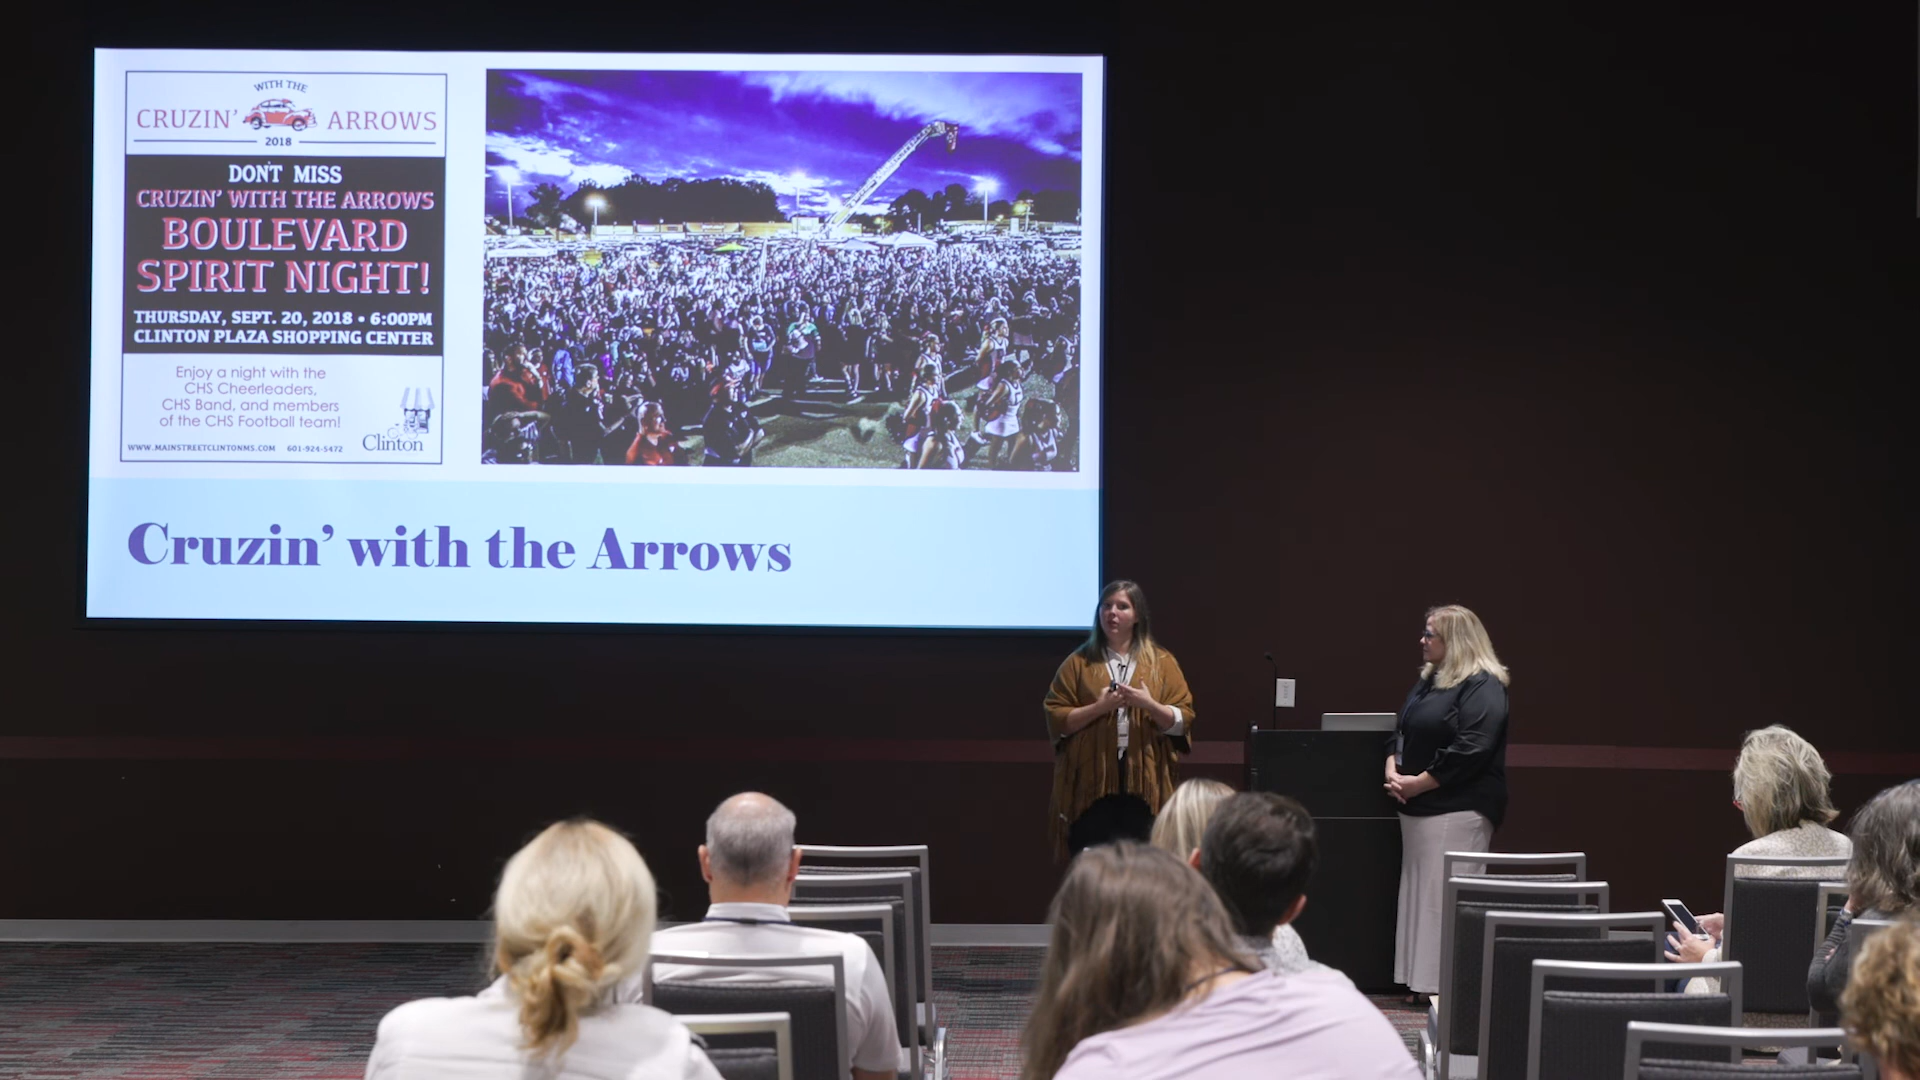 WITH THE
CRUZIN' ARROWS
2018
DON'T MISS
CRUZIN' WITH THE ARROWS
BOULEVARD
SPIRIT NIGHT!
THURSDAY, SEPT. 20, 2018 • 6:00PM
CLINTON PLAZA SHOPPING CENTER
Enjoy a night with the
CHS Cheerleaders,
CHS Band, and members
of the CHS Football team!
WWW.MAINSTREETCLINTONMS.COM 601-924-5472
Clinton
Cruzin' with the Arrows